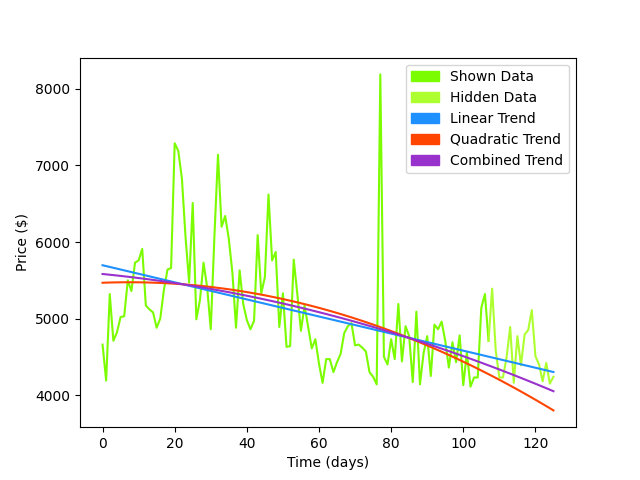 Shown Data
Hidden Data
Linear Trend
Quadratic Trend
Combined Trend
8000
7000
6000
5000
4000
Price ($)
0 20 40 60 80 100 120
Time (days)